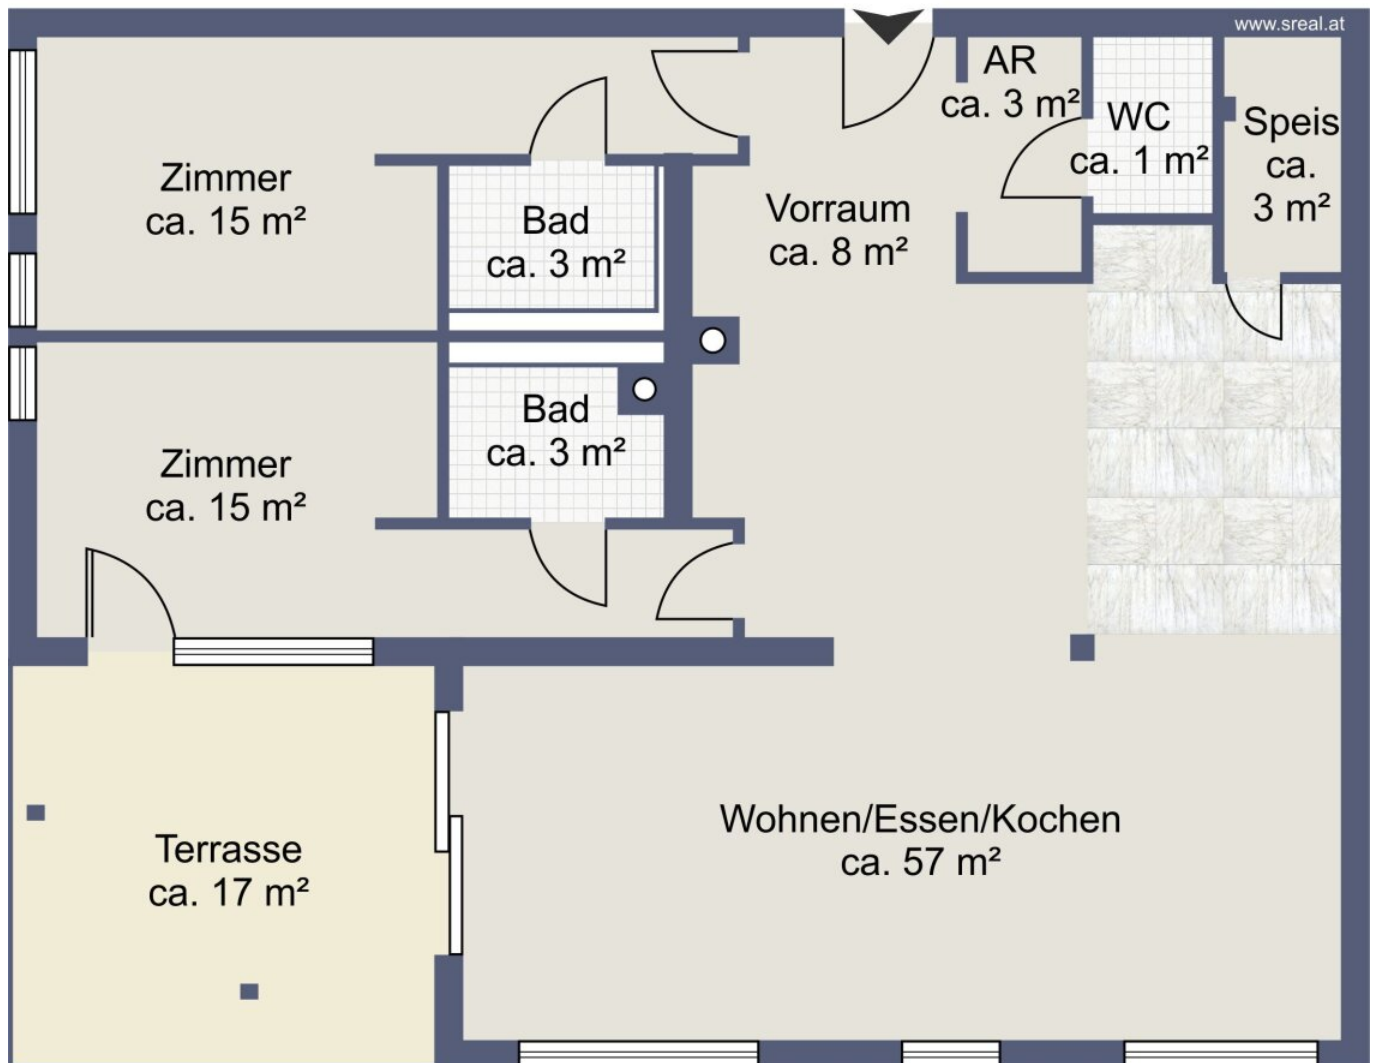 www.sreal.at
AR
ca. 3 m²
WC
ca. 1 m²
Speis
ca.
3 m²
Zimmer
ca. 15 m²
Bad
ca. 3 m²
Vorraum
ca. 8 m²
Zimmer
ca. 15 m²
Bad
ca. 3 m²
Terrasse
ca. 17 m²
Wohnen/Essen/Kochen
ca. 57 m²